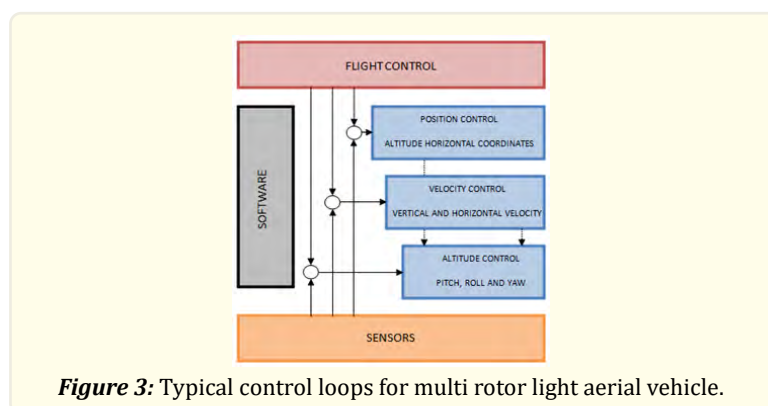 FLIGHT CONTROL
POSITION CONTROL
ALTITUDE HORIZONTAL COORDINATES
SOFTWARE
VELOCITY CONTROL
VERTICAL AND HORIZONTAL VELOCITY
ALTITUDE CONTROL
PITCH, ROLL AND YAW
SENSORS
Figure 3: Typical control loops for multi rotor light aerial vehicle.